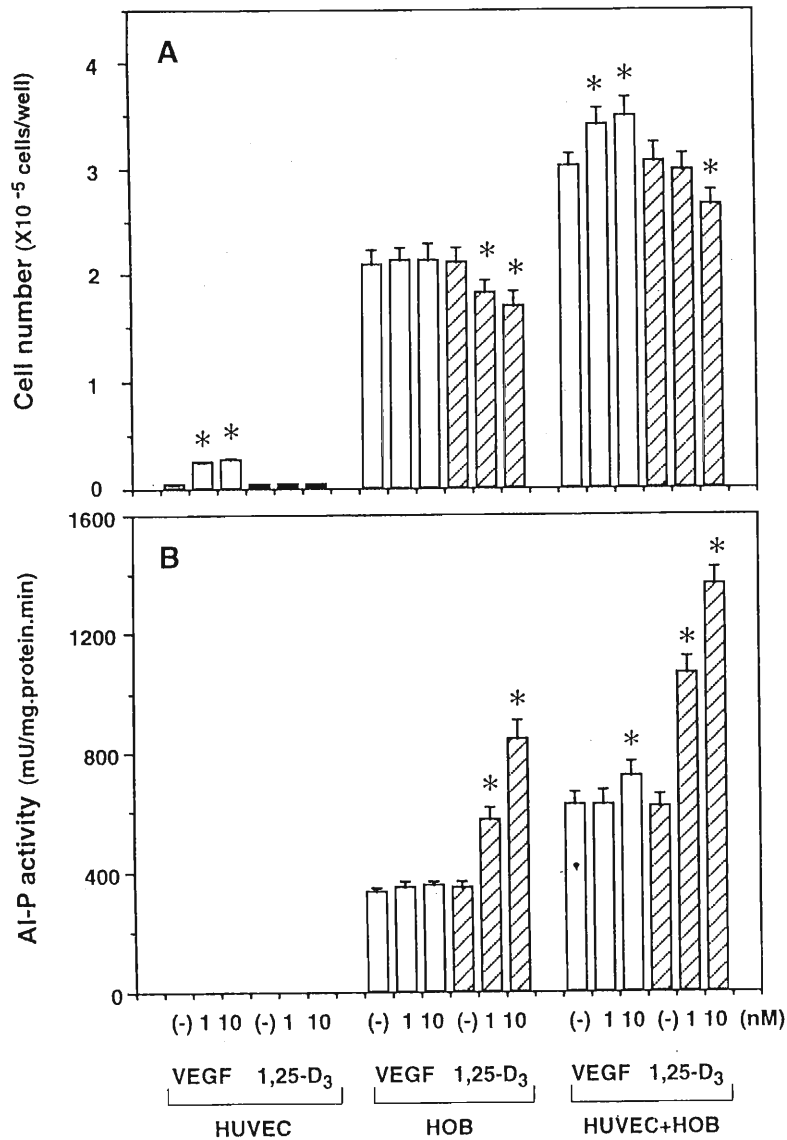 A
Cell number (X10 -5 cells/well)
4
3
2
1
0
* *
* *
* * *
B
Al-P activity (mU/mg.protein.min)
1600
1200
800
400
0
* *
* * *
(-) 1 10 (-) 1 10 (-) 1 10 (-) 1 10 (-) 1 10 (-) 1 10 (nM)
VEGF 1,25-D3 VEGF 1,25-D3 VEGF 1,25-D3
HUVEC HOB HUVEC+HOB